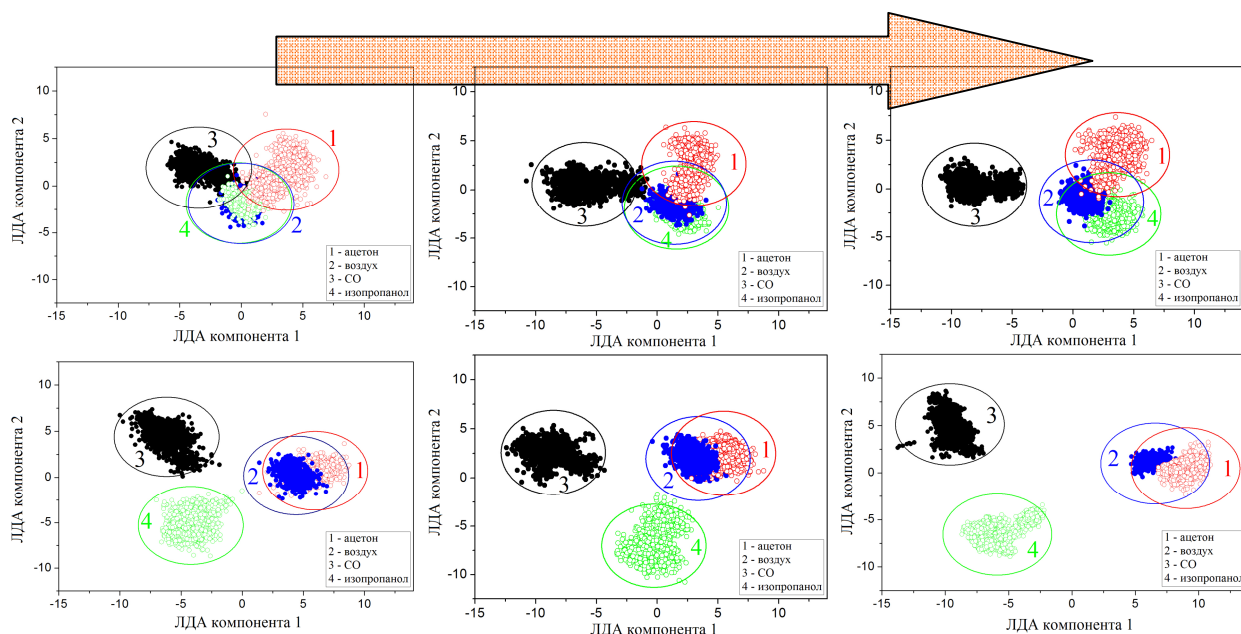 10
5
0
-5
-10
-15
-10
-5
0
5
10
ЛДА компонента 2
ЛДА компонента 1
3
1
4
2
1 - ацетон
2 - воздух
3 - CO
4 - изопропанол
10
5
0
-5
-10
-15
-10
-5
0
5
10
ЛДА компонента 2
ЛДА компонента 1
3
1
2
4
1 - ацетон
2 - воздух
3 - CO
4 - изопропанол
10
5
0
-5
-10
-15
-10
-5
0
5
10
ЛДА компонента 2
ЛДА компонента 1
3
1
2
4
1 - ацетон
2 - воздух
3 - CO
4 - изопропанол
10
5
0
-5
-10
-15
-10
-5
0
5
10
ЛДА компонента 2
ЛДА компонента 1
3
2
1
4
1 - ацетон
2 - воздух
3 - CO
4 - изопропанол
10
5
0
-5
-10
-15
-10
-5
0
5
10
ЛДА компонента 2
ЛДА компонента 1
3
2
1
4
1 - ацетон
2 - воздух
3 - CO
4 - изопропанол
10
5
0
-5
-10
-15
-10
-5
0
5
10
ЛДА компонента 2
ЛДА компонента 1
3
2
1
4
1 - ацетон
2 - воздух
3 - CO
4 - изопропанол